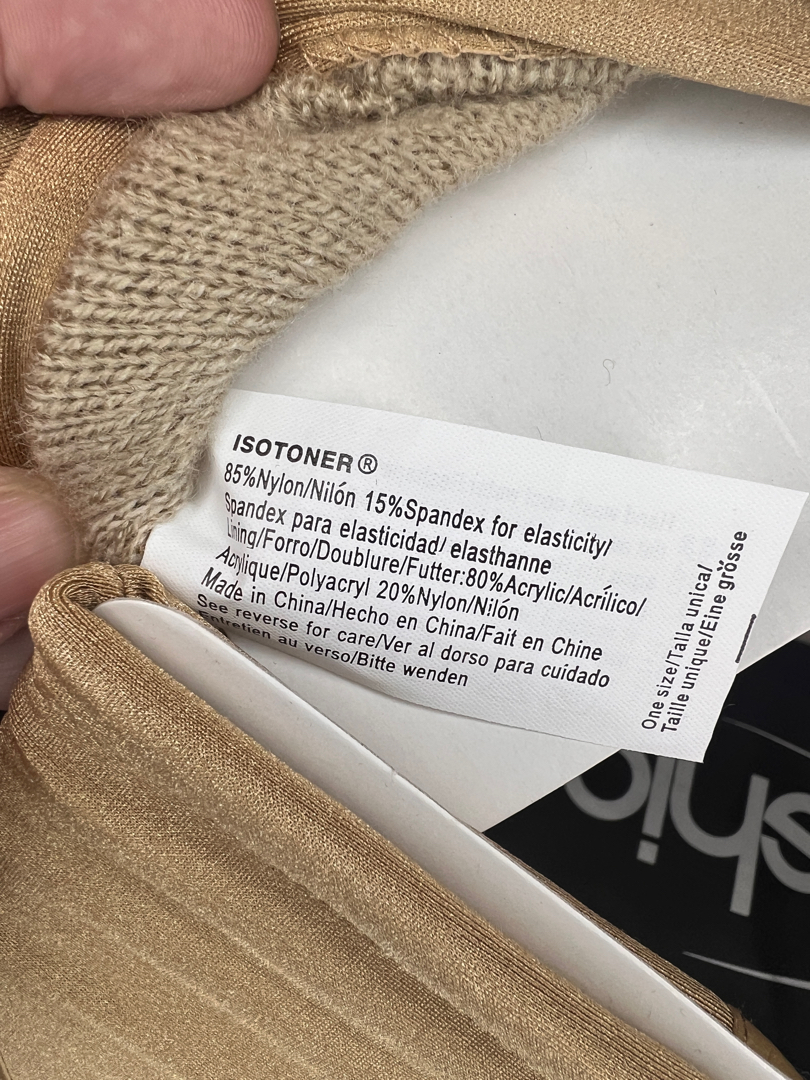 ISOTONER®
85%Nylon/Nilón 15%Spandex for elasticity/
Spandex para elasticidad/ elasthanne
Lining/Forro/Doublure/Futter:80%Acrylic/Acrílico/
Acrylique/Polyacryl 20%Nylon/Nilón
Made in China/Hecho en China/Fait en Chine
See reverse for care/Ver al dorso para cuidado
Entretien au verso/Bitte wenden
One size/Talla unica/
Taille unique/Eine grösse